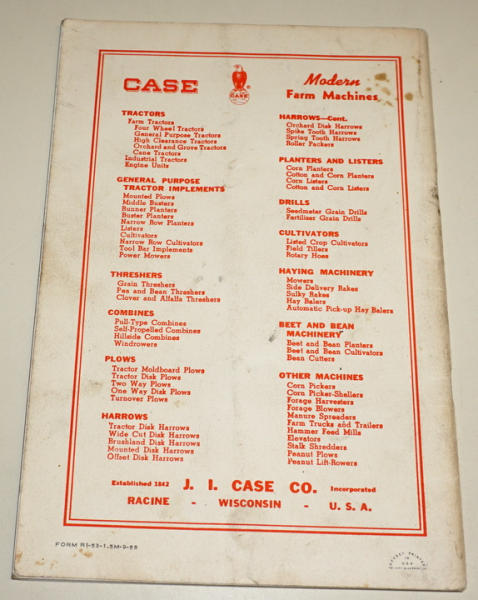 CASE
CASE
Modern
Farm Machines
TRACTORS
Farm Tractors
Four Wheel Tractors
General Purpose Tractors
High Clearance Tractors
Orchard and Grove Tractors
Cane Tractors
Industrial Tractors
Engine Units
GENERAL PURPOSE
TRACTOR IMPLEMENTS
Mounted Plows
Middle Busters
Runner Planters
Buster Planters
Narrow Row Planters
Listers
Cultivators
Narrow Row Cultivators
Tool Bar Implements
Power Mowers
THRESHERS
Grain Threshers
Pea and Bean Threshers
Clover and Alfalfa Threshers
COMBINES
Pull-Type Combines
Self-Propelled Combines
Hillside Combines
Windrowers
PLOWS
Tractor Moldboard Plows
Tractor Disk Plows
Two Way Plows
One Way Disk Plows
Turnover Plows
HARROWS
Tractor Disk Harrows
Wide Cut Disk Harrows
Brushland Disk Harrows
Mounted Disk Harrows
Offset Disk Harrows
HARROWS—Cont.
Orchard Disk Harrows
Spike Tooth Harrows
Spring Tooth Harrows
Roller Packers
PLANTERS AND LISTERS
Corn Planters
Cotton and Corn Planters
Corn Listers
Cotton and Corn Listers
DRILLS
Seedmeter Grain Drills
Fertilizer Grain Drills
CULTIVATORS
Listed Crop Cultivators
Field Tillers
Rotary Hoes
HAYING MACHINERY
Mowers
Side Delivery Rakes
Sulky Rakes
Hay Balers
Automatic Pick-up Hay Balers
BEET AND BEAN
MACHINERY
Beet and Bean Planters
Beet and Bean Cultivators
Bean Cutters
OTHER MACHINES
Corn Pickers
Corn Picker-Shellers
Forage Harvesters
Forage Blowers
Manure Spreaders
Farm Trucks and Trailers
Hammer Feed Mills
Elevators
Stalk Shredders
Peanut Plows
Peanut Lift-Rowers
Established 1842 J. I. CASE CO. Incorporated
RACINE - WISCONSIN - U. S. A.
FORM R1-53-1.5M-9-55
PRINTED
IN
USA